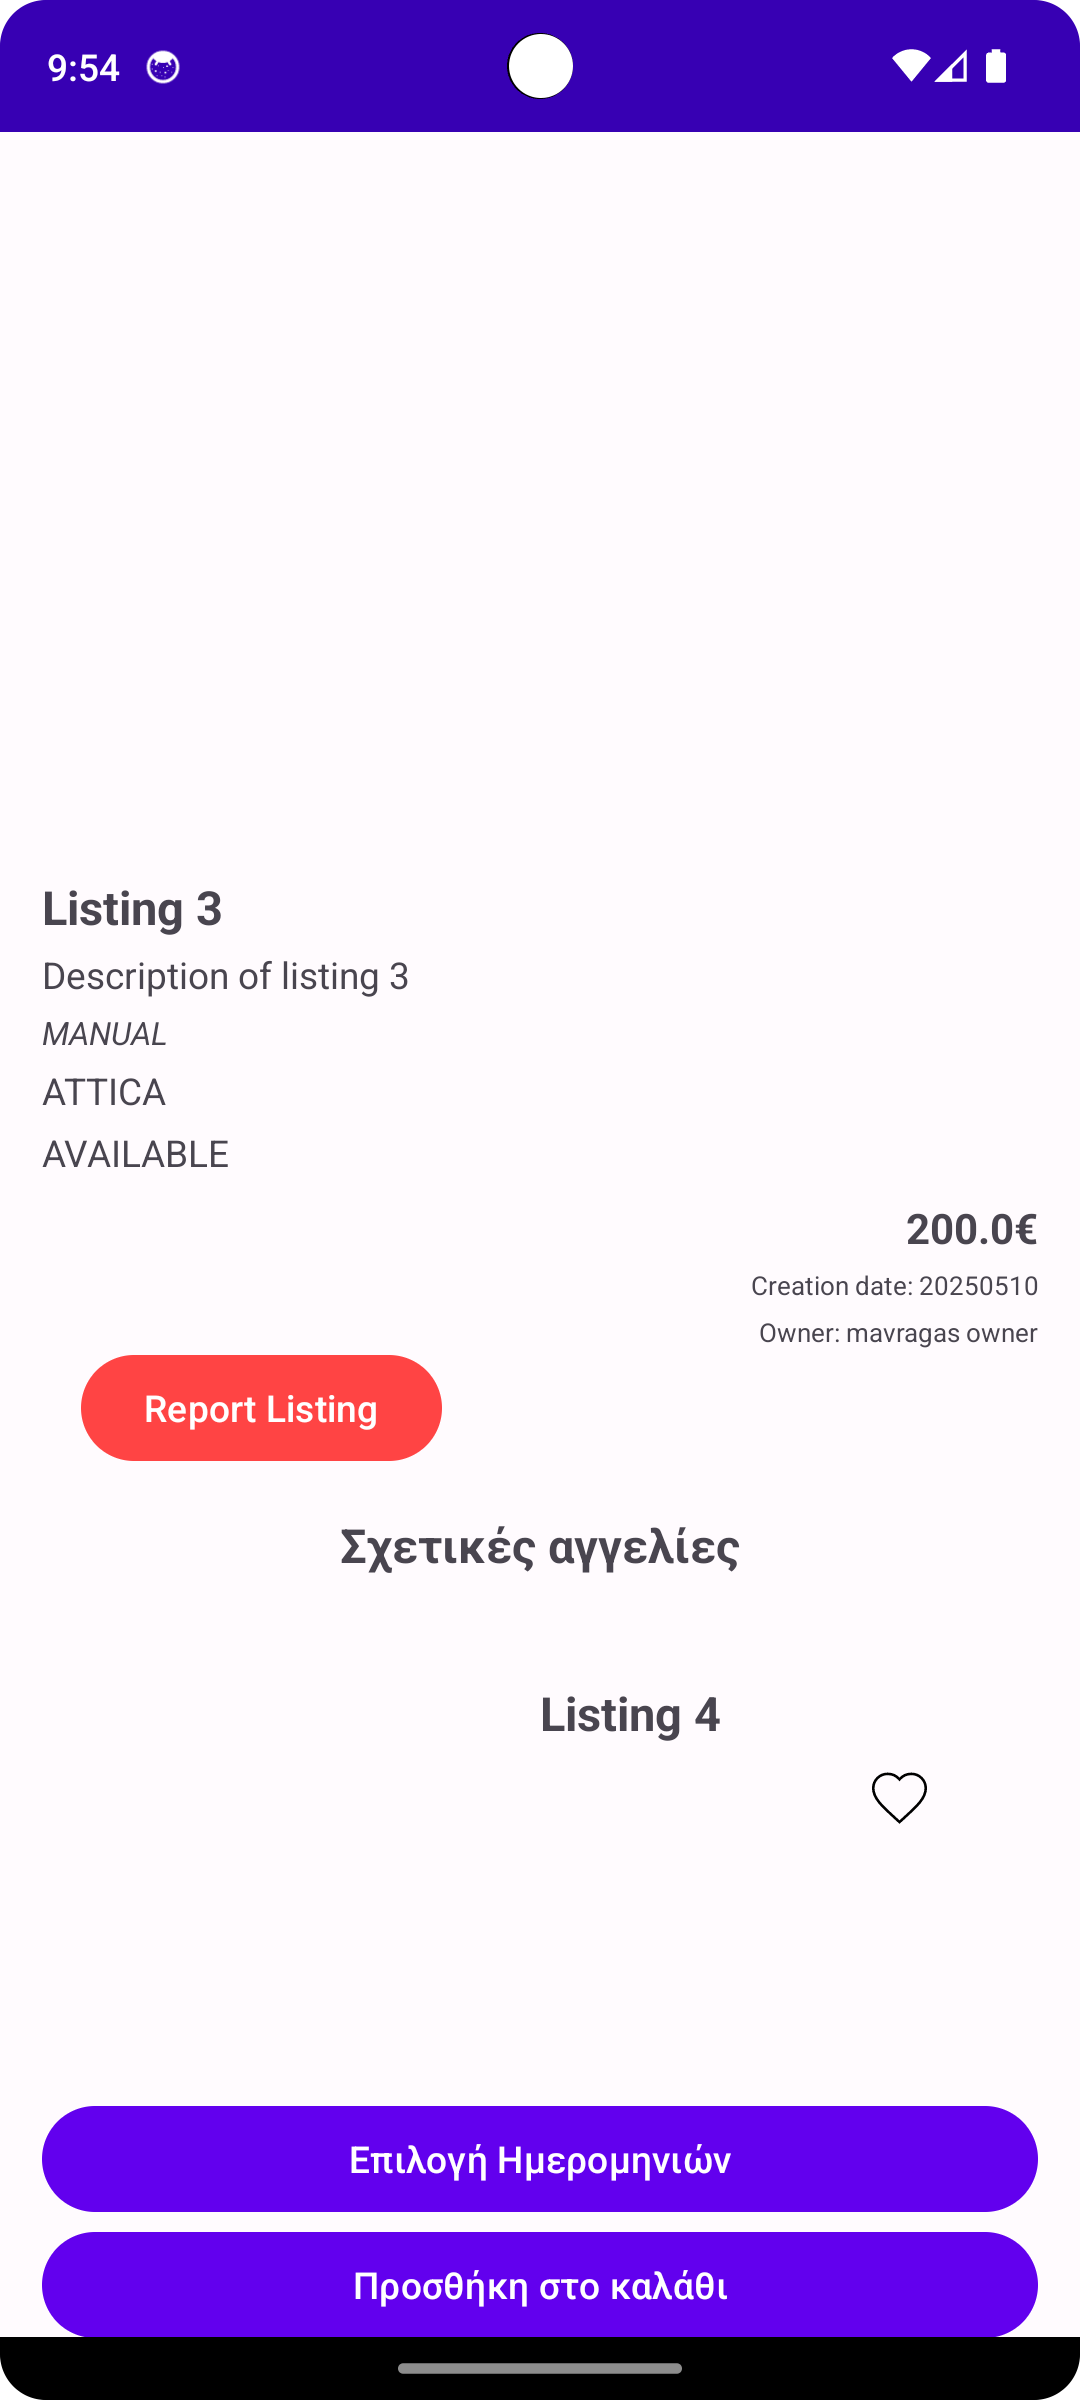 9:54
Listing 3
Description of listing 3
MANUAL
ATTICA
AVAILABLE
200.0€
Creation date: 20250510
Owner: mavragas owner
Report Listing
Σχετικές αγγελίες
Listing 4
Επιλογή Ημερομηνιών
Προσθήκη στο καλάθι